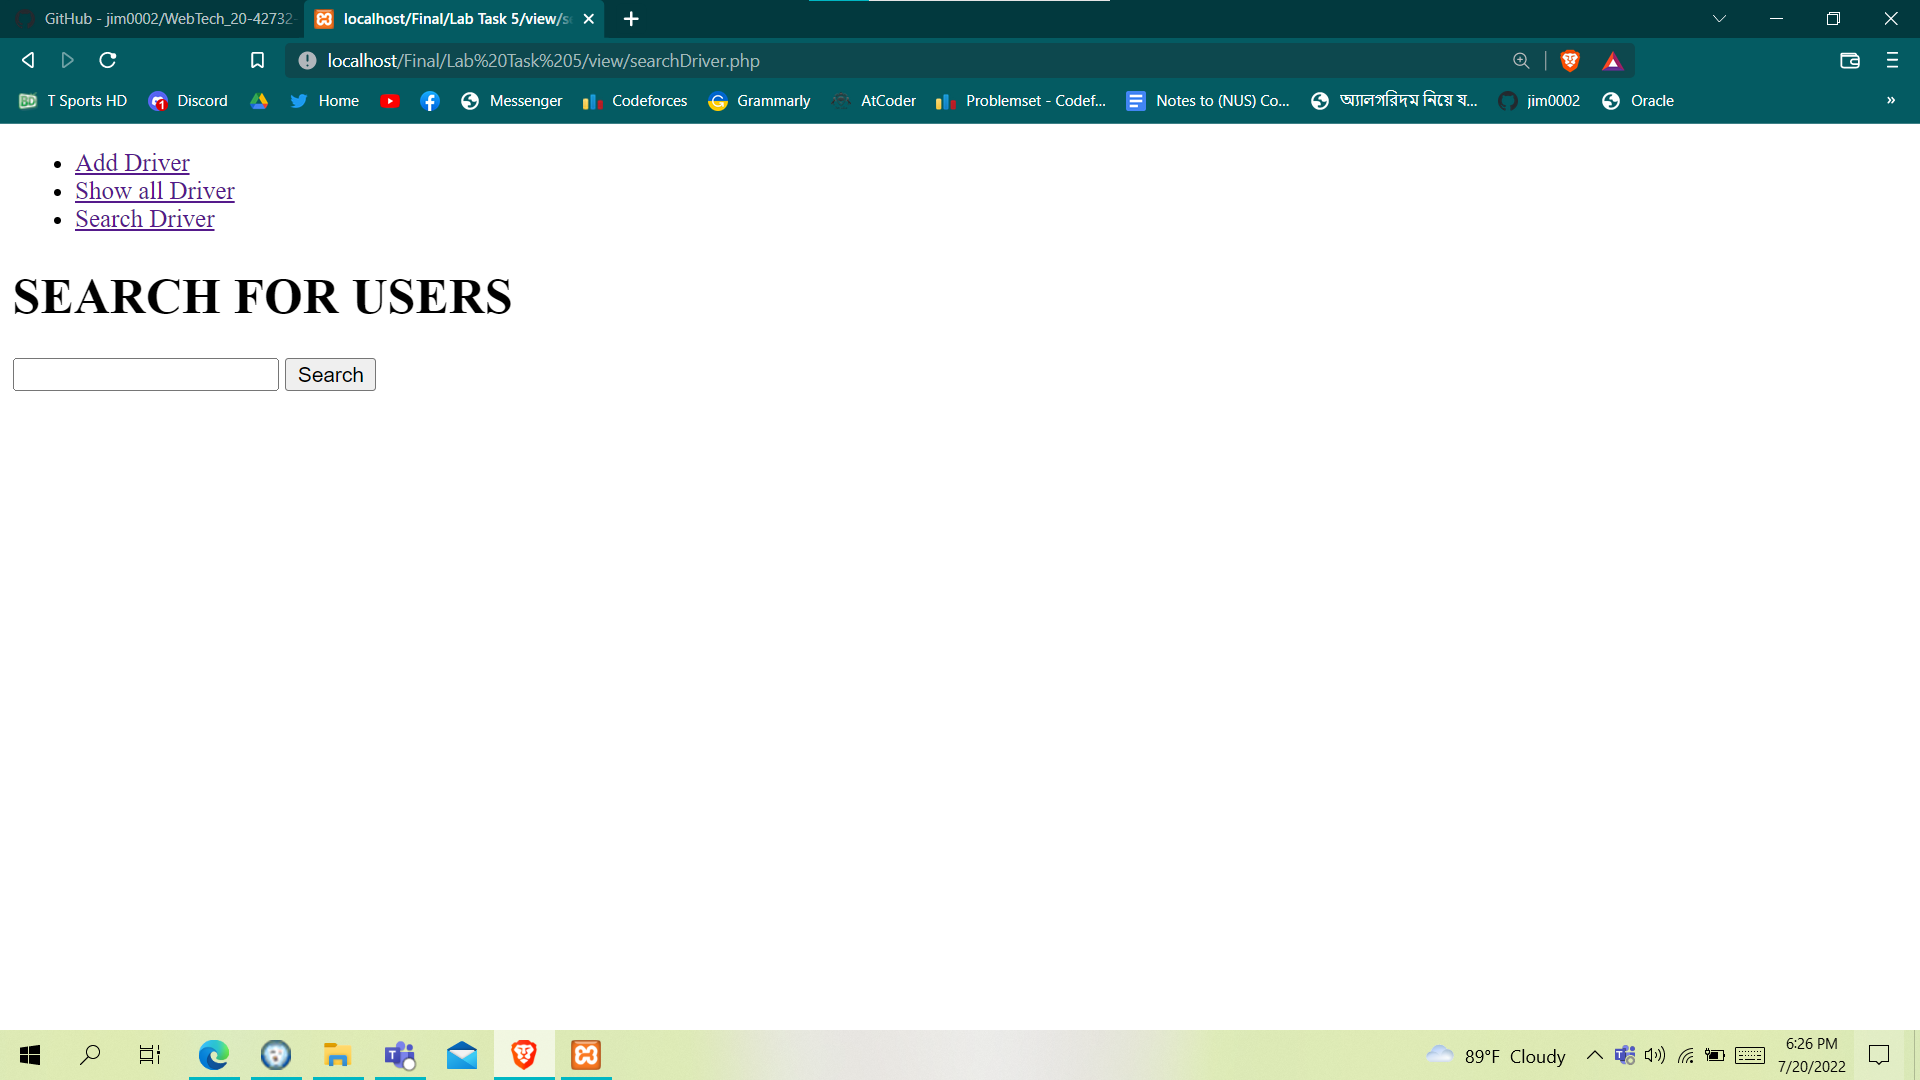 GitHub - jim0002/WebTech_20-42732-
localhost/Final/Lab Task 5/view/se
localhost/Final/Lab%20Task%205/view/searchDriver.php
T Sports HD Discord Home Messenger Codeforces Grammarly AtCoder Problemset - Codef... Notes to (NUS) Co... অ্যালগরিদম নিয়ে য... jim0002 Oracle »
Add Driver
Show all Driver
Search Driver
SEARCH FOR USERS
Search
89°F Cloudy
6:26 PM
7/20/2022